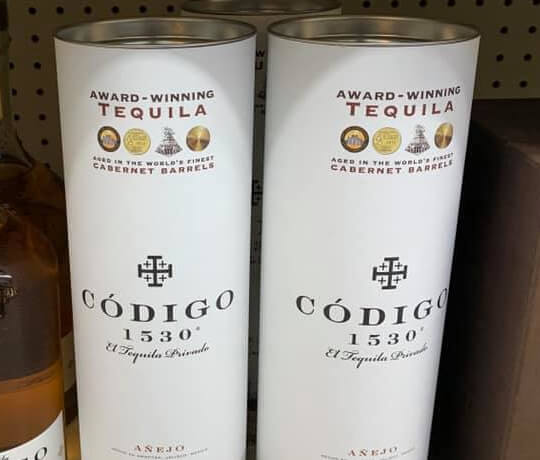 AWARD-WINNING
TEQUILA
AGED IN THE WORLD'S FINEST
CABERNET BARRELS
CÓDIGO
1530®
El Tequila Privado
AÑEJO
AWARD-WINNING
TEQUILA
AGED IN THE WORLD'S FINEST
CABERNET BARRELS
CÓDIGO
1530®
El Tequila Privado
AÑEJO